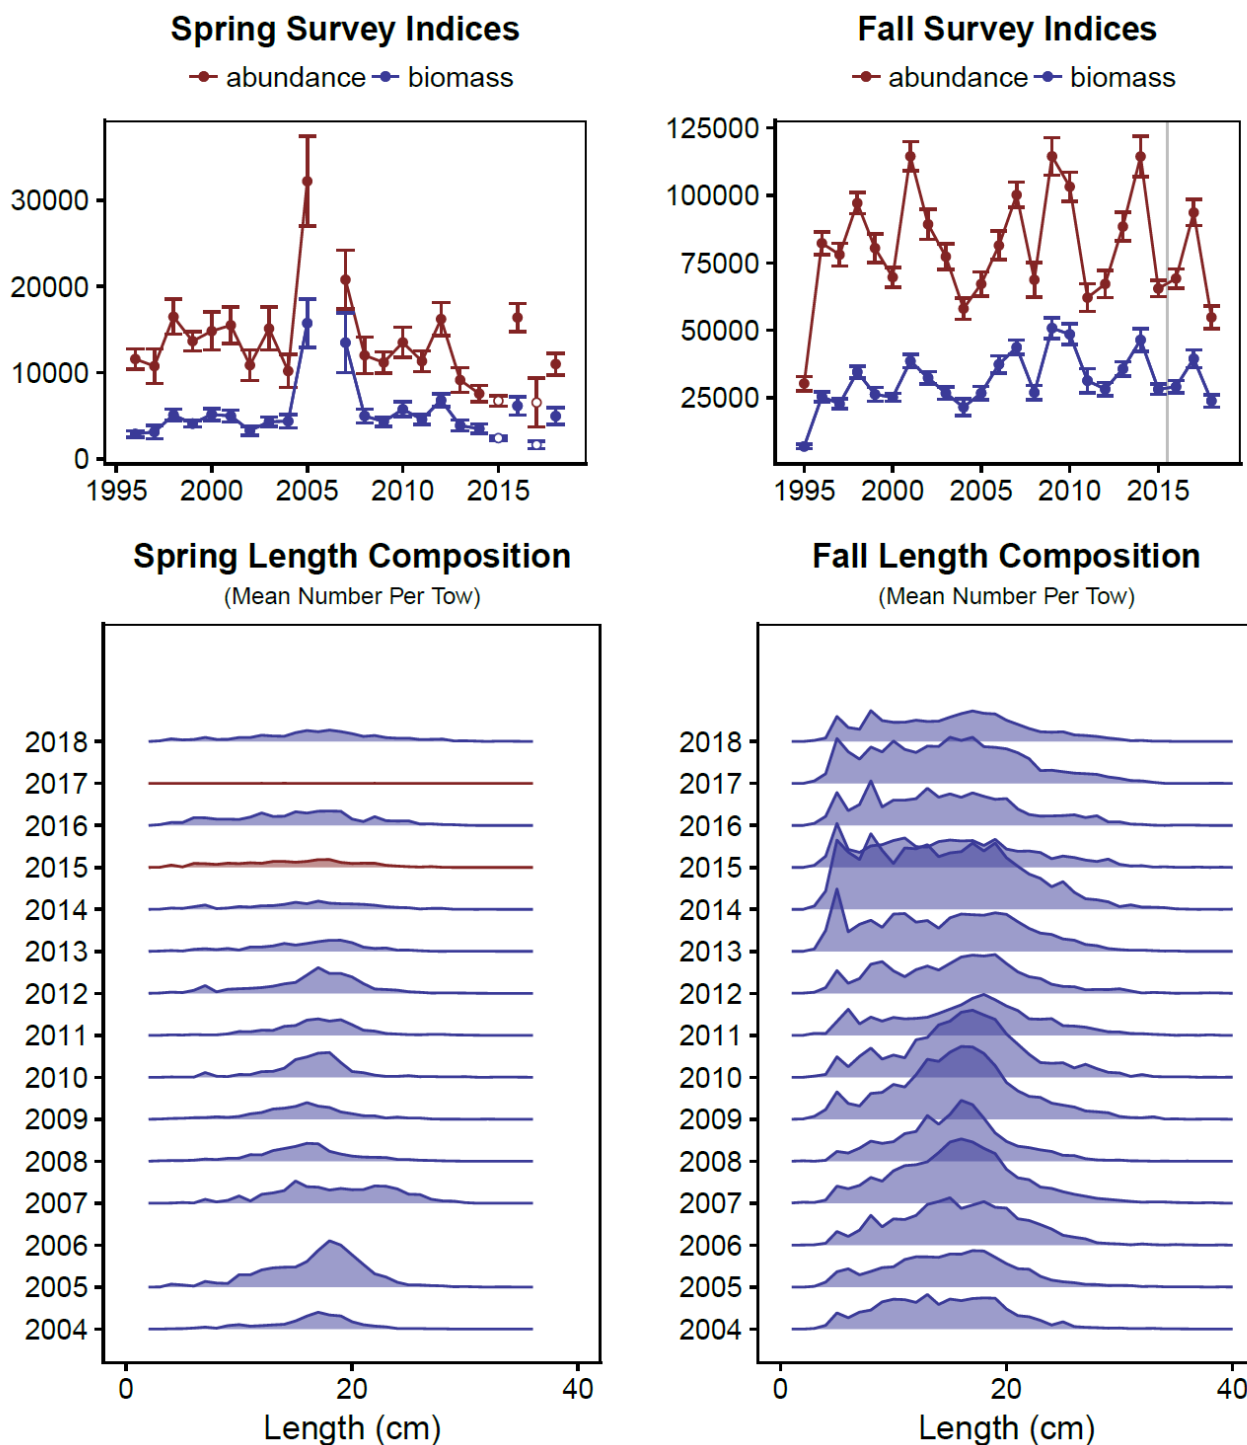 Spring Survey Indices
abundance biomass
30000
20000
10000
0
1995 2000 2005 2010 2015
Fall Survey Indices
abundance biomass
125000
100000
75000
50000
25000
1995 2000 2005 2010 2015
Spring Length Composition
(Mean Number Per Tow)
2018
2017
2016
2015
2014
2013
2012
2011
2010
2009
2008
2007
2006
2005
2004
0 20 40
Length (cm)
Fall Length Composition
(Mean Number Per Tow)
2018
2017
2016
2015
2014
2013
2012
2011
2010
2009
2008
2007
2006
2005
2004
0 20 40
Length (cm)